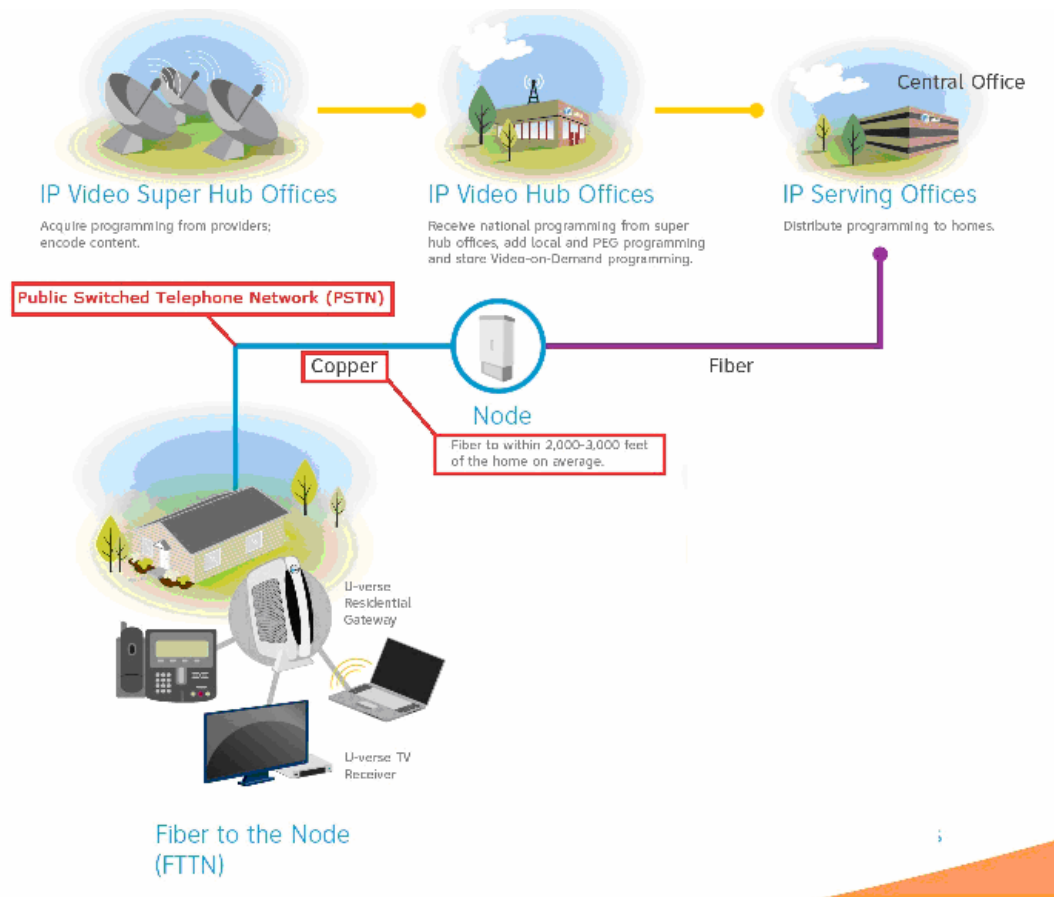 Central Office
IP Video Super Hub Offices
Acquire programming from providers;
encode content.
IP Video Hub Offices
Receive national programming from super
hub offices, add local and PEG programming
and store Video-on-Demand programming.
IP Serving Offices
Distribute programming to homes.
Public Switched Telephone Network (PSTN)
Copper
Fiber
Node
Fiber to within 2,000-3,000 feet
of the home on average.
U-verse
Residential
Gateway
U-verse TV
Receiver
Fiber to the Node
(FTTN)